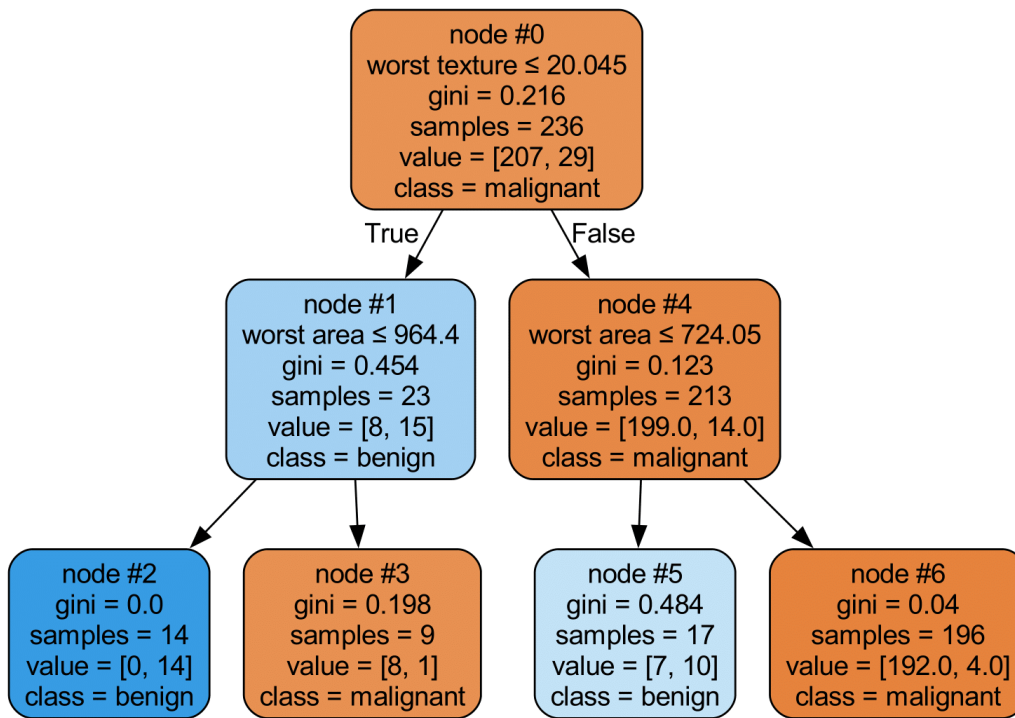 node #0
worst texture ≤ 20.045
gini = 0.216
samples = 236
value = [207, 29]
class = malignant
True
False
node #1
worst area ≤ 964.4
gini = 0.454
samples = 23
value = [8, 15]
class = benign
node #4
worst area ≤ 724.05
gini = 0.123
samples = 213
value = [199.0, 14.0]
class = malignant
node #2
gini = 0.0
samples = 14
value = [0, 14]
class = benign
node #3
gini = 0.198
samples = 9
value = [8, 1]
class = malignant
node #5
gini = 0.484
samples = 17
value = [7, 10]
class = benign
node #6
gini = 0.04
samples = 196
value = [192.0, 4.0]
class = malignant